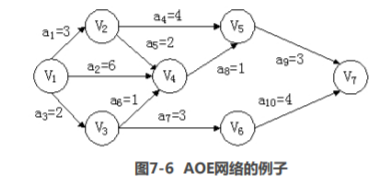 a₁=3
V₂
a₄=4
V₅
a₅=2
a₉=3
V₁
a₂=6
V₄
a₈=1
V₇
a₃=2
a₆=1
a₇=3
a₁₀=4
V₃
V₆
图7-6 AOE网络的例子